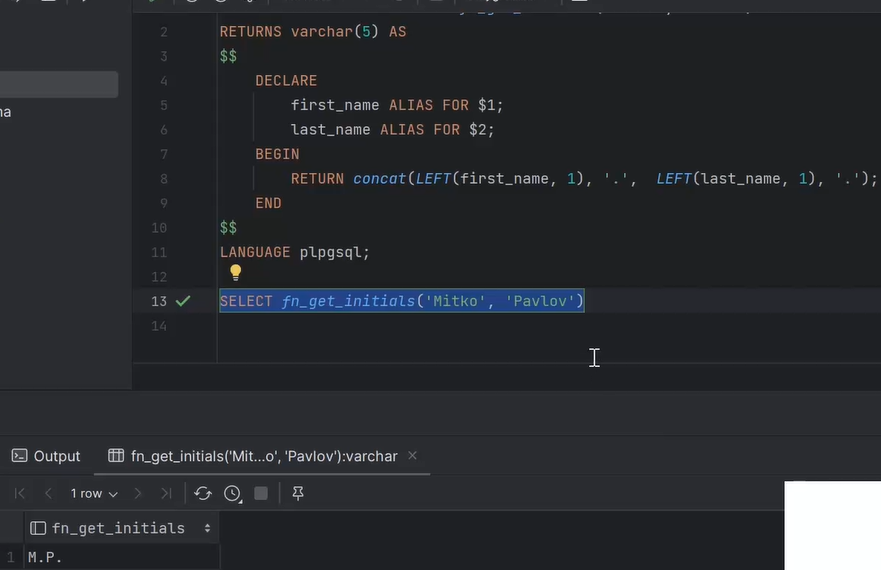 2 RETURNS varchar(5) AS
3 $$
4 DECLARE
na
5 first_name ALIAS FOR $1;
6 last_name ALIAS FOR $2;
7 BEGIN
8 RETURN concat(LEFT(first_name, 1), '.',  LEFT(last_name, 1), '.');
9 END
10 $$
11 LANGUAGE plpgsql;
12
13 SELECT fn_get_initials('Mitko', 'Pavlov')
14
Output fn_get_initials('Mit...o', 'Pavlov'):varchar
1 row
fn_get_initials
1 M.P.